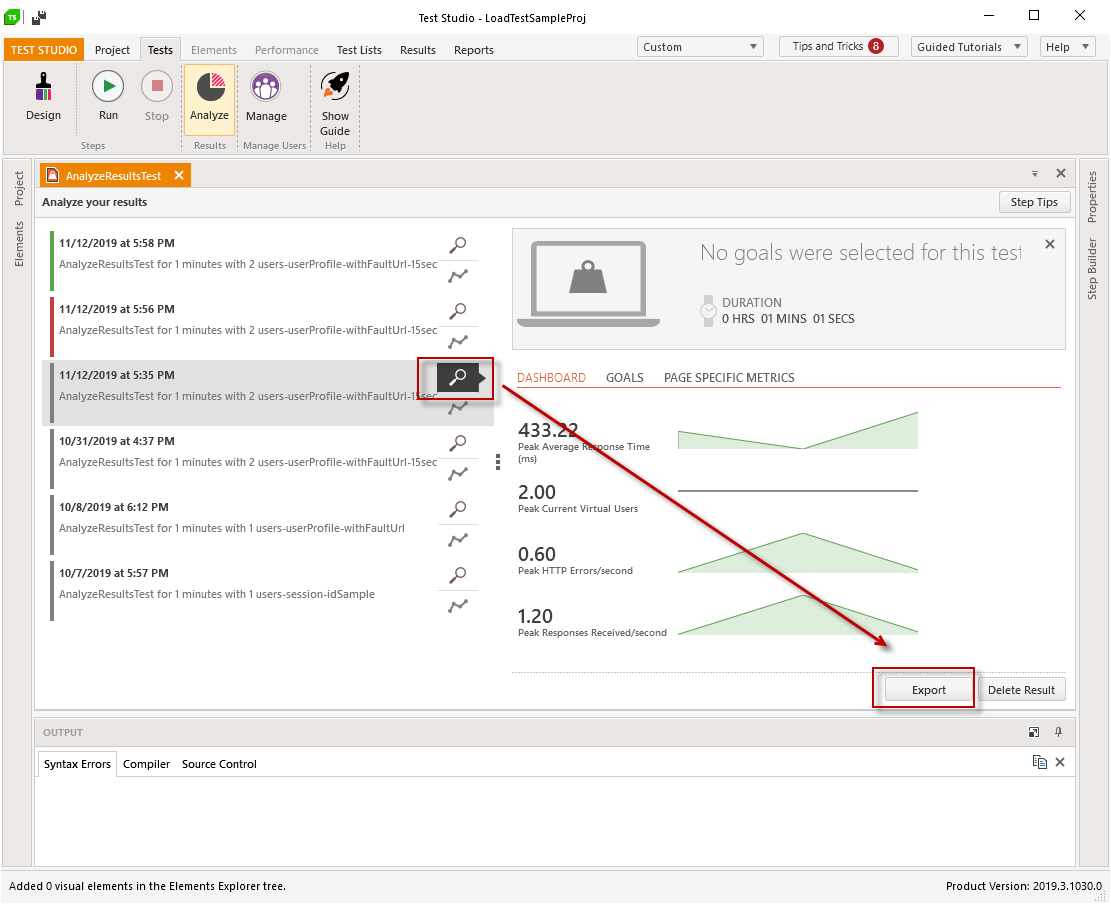 TS
Test Studio - LoadTestSampleProj
TEST STUDIO
Project
Tests
Elements
Performance
Test Lists
Results
Reports
Custom
Tips and Tricks 8
Guided Tutorials
Help
Design
Run
Stop
Analyze
Manage
Show
Guide
Steps
Results
Manage Users
Help
Project
Elements
AnalyzeResultsTest
Analyze your results
Step Tips
Properties
Step Builder
11/12/2019 at 5:58 PM
AnalyzeResultsTest for 1 minutes with 2 users-userProfile-withFaultUrl-15sec
11/12/2019 at 5:56 PM
AnalyzeResultsTest for 1 minutes with 2 users-userProfile-withFaultUrl-15sec
11/12/2019 at 5:35 PM
AnalyzeResultsTest for 1 minutes with 2 users-userProfile-withFaultUrl-15sec
10/31/2019 at 4:37 PM
AnalyzeResultsTest for 1 minutes with 2 users-userProfile-withFaultUrl-15sec
10/8/2019 at 6:12 PM
AnalyzeResultsTest for 1 minutes with 1 users-userProfile-withFaultUrl
10/7/2019 at 5:57 PM
AnalyzeResultsTest for 1 minutes with 1 users-session-idSample
No goals were selected for this test
DURATION
0 HRS 01 MINS 01 SECS
DASHBOARD
GOALS
PAGE SPECIFIC METRICS
433.22
Peak Average Response Time
(ms)
2.00
Peak Current Virtual Users
0.60
Peak HTTP Errors/second
1.20
Peak Responses Received/second
Export
Delete Result
OUTPUT
Syntax Errors
Compiler
Source Control
Added 0 visual elements in the Elements Explorer tree.
Product Version: 2019.3.1030.0